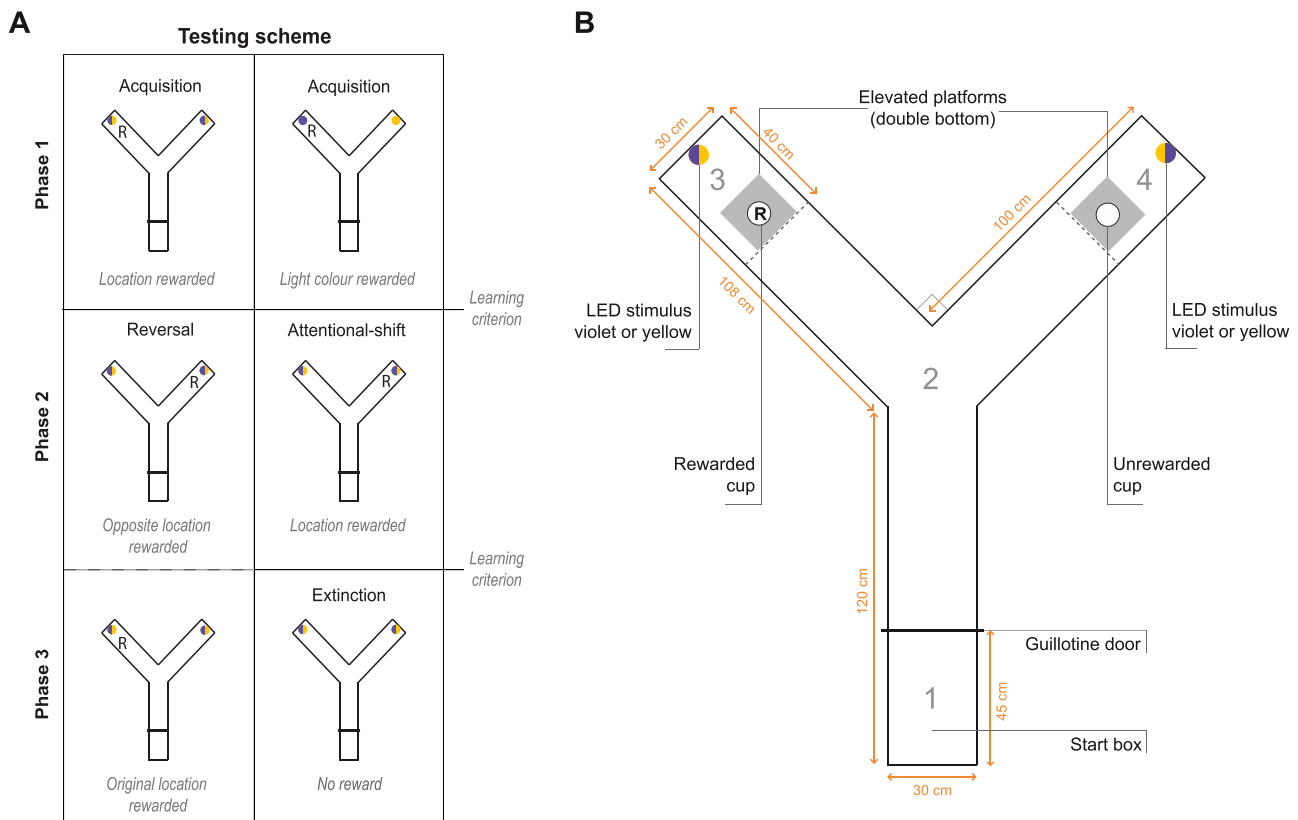 A
Testing scheme
Phase 1
Acquisition
R
Location rewarded
Acquisition
R
Light colour rewarded
Learning
criterion
Phase 2
Reversal
R
Opposite location
rewarded
Attentional-shift
R
Location rewarded
Learning
criterion
Phase 3
R
Original location
rewarded
Extinction
No reward
B
Elevated platforms
(double bottom)
30 cm
40 cm
100 cm
108 cm
3
R
4
LED stimulus
violet or yellow
LED stimulus
violet or yellow
2
Rewarded
cup
Unrewarded
cup
120 cm
Guillotine door
1
45 cm
Start box
30 cm